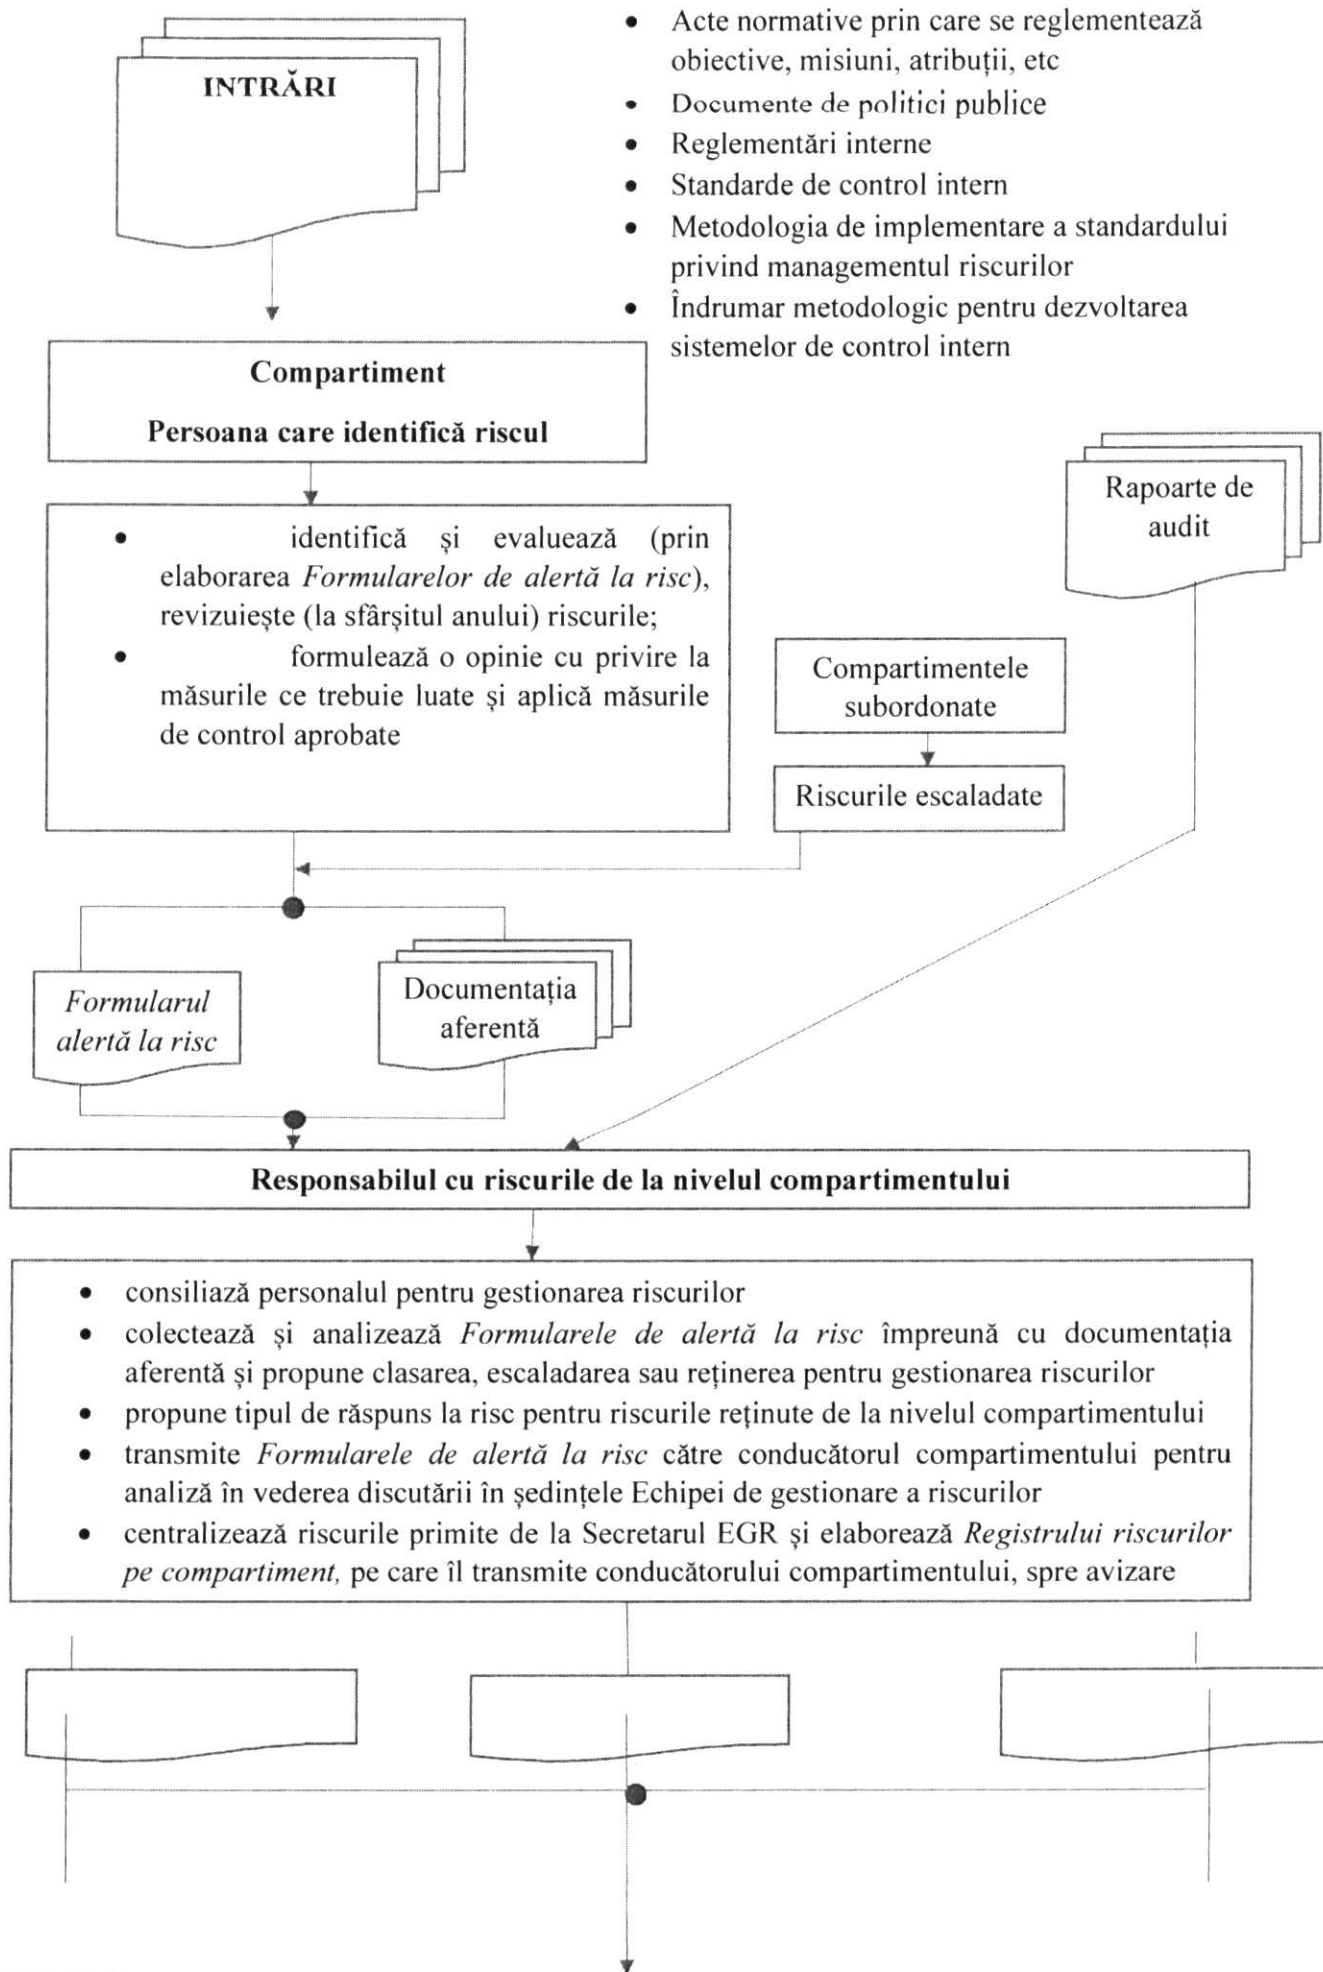 INTRĂRI
• Acte normative prin care se reglementează
obiective, misiuni, atribuții, etc
• Documente de politici publice
• Reglementări interne
• Standarde de control intern
• Metodologia de implementare a standardului
privind managementul riscurilor
• Îndrumar metodologic pentru dezvoltarea
sistemelor de control intern
Compartiment
Persoana care identifică riscul
Rapoarte de
audit
• identifică și evaluează (prin
elaborarea Formularelor de alertă la risc),
revizuiește (la sfârșitul anului) riscurile;
• formulează o opinie cu privire la
măsurile ce trebuie luate și aplică măsurile
de control aprobate
Compartimentele
subordonate
Riscurile escaladate
Formularul
alertă la risc
Documentația
aferentă
Responsabilul cu riscurile de la nivelul compartimentului
• consiliază personalul pentru gestionarea riscurilor
• colectează și analizează Formularele de alertă la risc împreună cu documentația
aferentă și propune clasarea, escaladarea sau reținerea pentru gestionarea riscurilor
• propune tipul de răspuns la risc pentru riscurile reținute de la nivelul compartimentului
• transmite Formularele de alertă la risc către conducătorul compartimentului pentru
analiză în vederea discutării în ședințele Echipei de gestionare a riscurilor
• centralizează riscurile primite de la Secretarul EGR și elaborează Registrului riscurilor
pe compartiment, pe care îl transmite conducătorului compartimentului, spre avizare